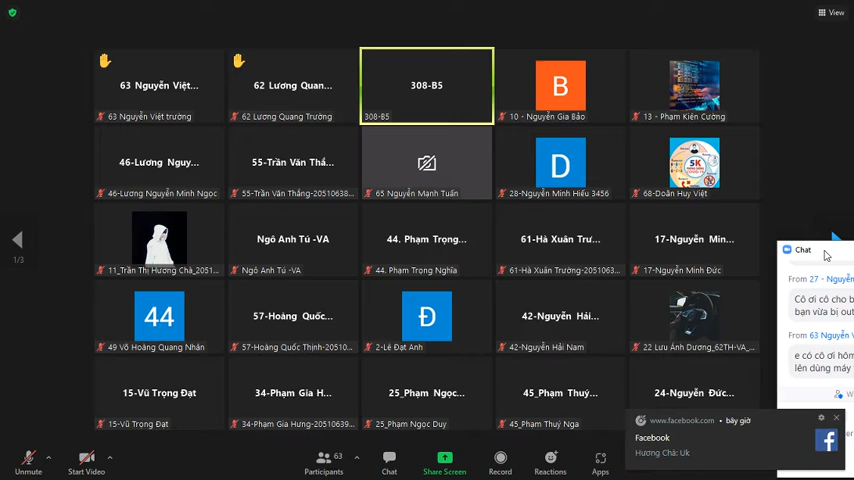 View
63 Nguyễn Việt...
63 Nguyễn Việt trường
62 Lương Quan...
62 Lương Quang Trường
308-B5
308-B5
B
10 - Nguyễn Gia Bảo
13 - Phạm Kiên Cường
46-Lương Nguy...
46-Lương Nguyễn Minh Ngọc
55-Trần Văn Thắ...
55-Trần Văn Thắng-20510638...
65 Nguyễn Mạnh Tuấn
D
28-Nguyễn Minh Hiếu 3456
5K
68-Doãn Huy Việt
11_Trần Thị Hương Chà_2051...
Ngô Anh Tú -VA
Ngô Anh Tú -VA
44. Phạm Trọng...
44. Phạm Trọng Nghĩa
61-Hà Xuân Trư...
61-Hà Xuân Trường-2051063...
17-Nguyễn Min...
17-Nguyễn Minh Đức
1/3
44
49 Võ Hoàng Quang Nhân
57-Hoàng Quốc...
57-Hoàng Quốc Thịnh-20510...
Đ
2-Lê Đạt Anh
42-Nguyễn Hải...
42-Nguyễn Hải Nam
22 Lưu Ánh Dương_62TH-VA_...
15-Vũ Trọng Đạt
15-Vũ Trọng Đạt
34-Phạm Gia H...
34-Phạm Gia Hưng-20510639...
25_Phạm Ngọc...
25_Phạm Ngọc Duy
45_Phạm Thuý...
45_Phạm Thuý Nga
24-Nguyễn Đức...
Chat
From 27 - Nguyễn
Cô ơi cô cho b
bạn vừa bị out
From 63 Nguyễn V
e có cô ơi hôm
lên dùng máy
W
www.facebook.com • bây giờ
Facebook
Hương Chà: Uk
Unmute
Start Video
63
Participants
Chat
Share Screen
Record
Reactions
Apps